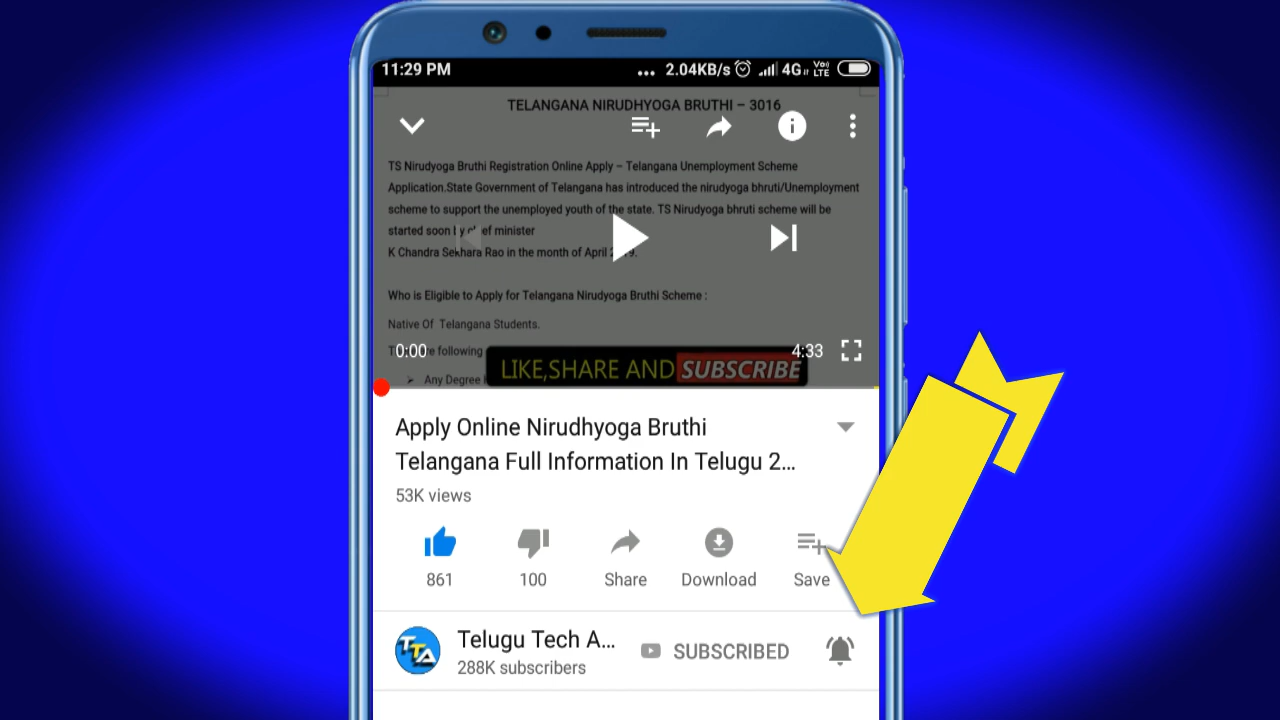 11:29 PM ... 2.04KB/s 4G VoLTE
TELANGANA NIRUDHYOGA BRUTHI – 3016
TS Nirudyoga Bruthi Registration Online Apply – Telangana Unemployment Scheme
Application.State Government of Telangana has introduced the nirudyoga bhruti/Unemployment
scheme to support the unemployed youth of the state. TS Nirudyoga bhruti scheme will be
started soon by chief minister
K Chandra Sekhara Rao in the month of April
Who is Eligible to Apply for Telangana Nirudyoga Bruthi Scheme :
Native Of Telangana Students.
0:00 following 4:33
LIKE,SHARE AND SUBSCRIBE
➢ Any Degree
Apply Online Nirudhyoga Bruthi
Telangana Full Information In Telugu 2...
53K views
861 100 Share Download Save
TTA
Telugu Tech A... SUBSCRIBED
288K subscribers